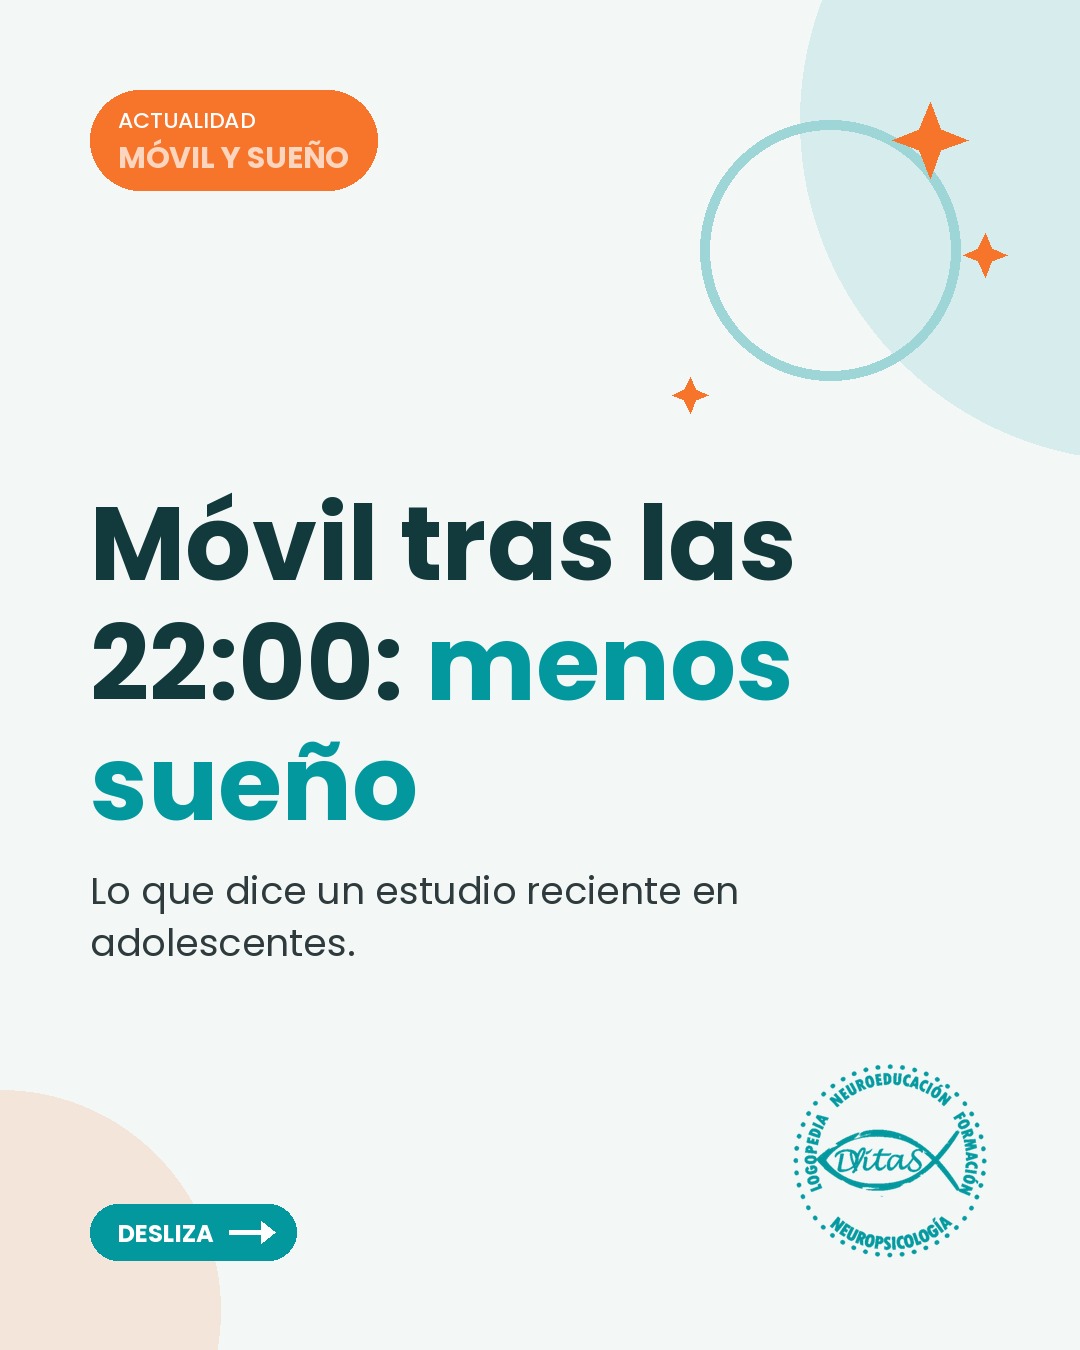 ACTUALIDAD
MÓVIL Y SUEÑO
Móvil tras las
22:00: menos
sueño
Lo que dice un estudio reciente en
adolescentes.
DESLIZA
LOGOPEDIA NEUROEDUCACIÓN FORMACIÓN
DVitaS
NEUROPSICOLOGÍA